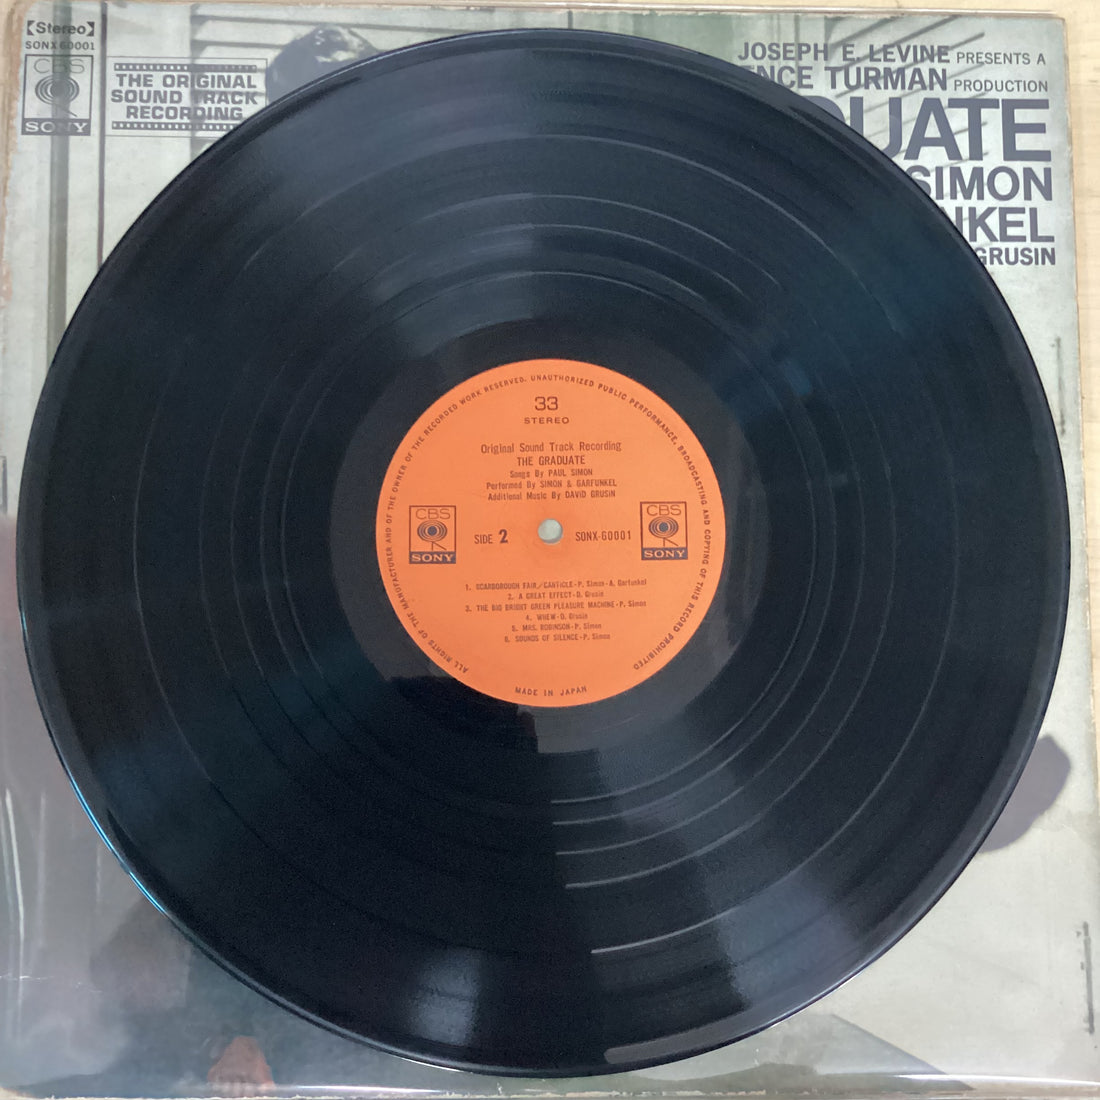 【Stereo】
SONX 60001
CBS
SONY
THE ORIGINAL
SOUND TRACK
RECORDING
JOSEPH E. LEVINE PRESENTS A
ENCE TURMAN PRODUCTION
UATE
SIMON
NKEL
GRUSIN
ALL RIGHTS OF THE MANUFACTURER AND OF THE OWNER OF THE RECORDED WORK RESERVED. UNAUTHORIZED PUBLIC PERFORMANCE, BROADCASTING AND COPYING OF THIS RECORD PROHIBITED
33
STEREO
Original Sound Track Recording
THE GRADUATE
Songs By PAUL SIMON
Performed By SIMON & GARFUNKEL
Additional Music By DAVID GRUSIN
CBS
SONY
SIDE 2
SONX-60001
CBS
SONY
1. SCARBOROUGH FAIR/CANTICLE-P. Simon-A. Garfunkel
2. A GREAT EFFECT-D. Grusin
3. THE BIG BRIGHT GREEN PLEASURE MACHINE-P. Simon
4. WHEW-D. Grusin
5. MRS. ROBINSON-P. Simon
6. SOUNDS OF SILENCE-P. Simon
MADE IN JAPAN